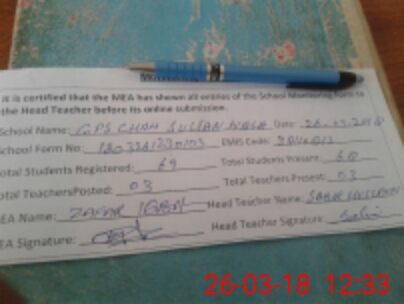 It is certified that the MEA has shown all entries of the School Monitoring Form to
the Head Teacher before its online submission.
School Name: GPS CHAH SULTAN WALA Date: 26.03.2018
School Form No: EMIS Code:
Total Students Registered: 69 Total Students Present: 60
Total Teachers Posted: 03 Total Teachers Present: 03
MEA Name: ZAFAR IQBAL Head Teacher Name:
MEA Signature: Head Teacher Signature:
26-03-18 12:33